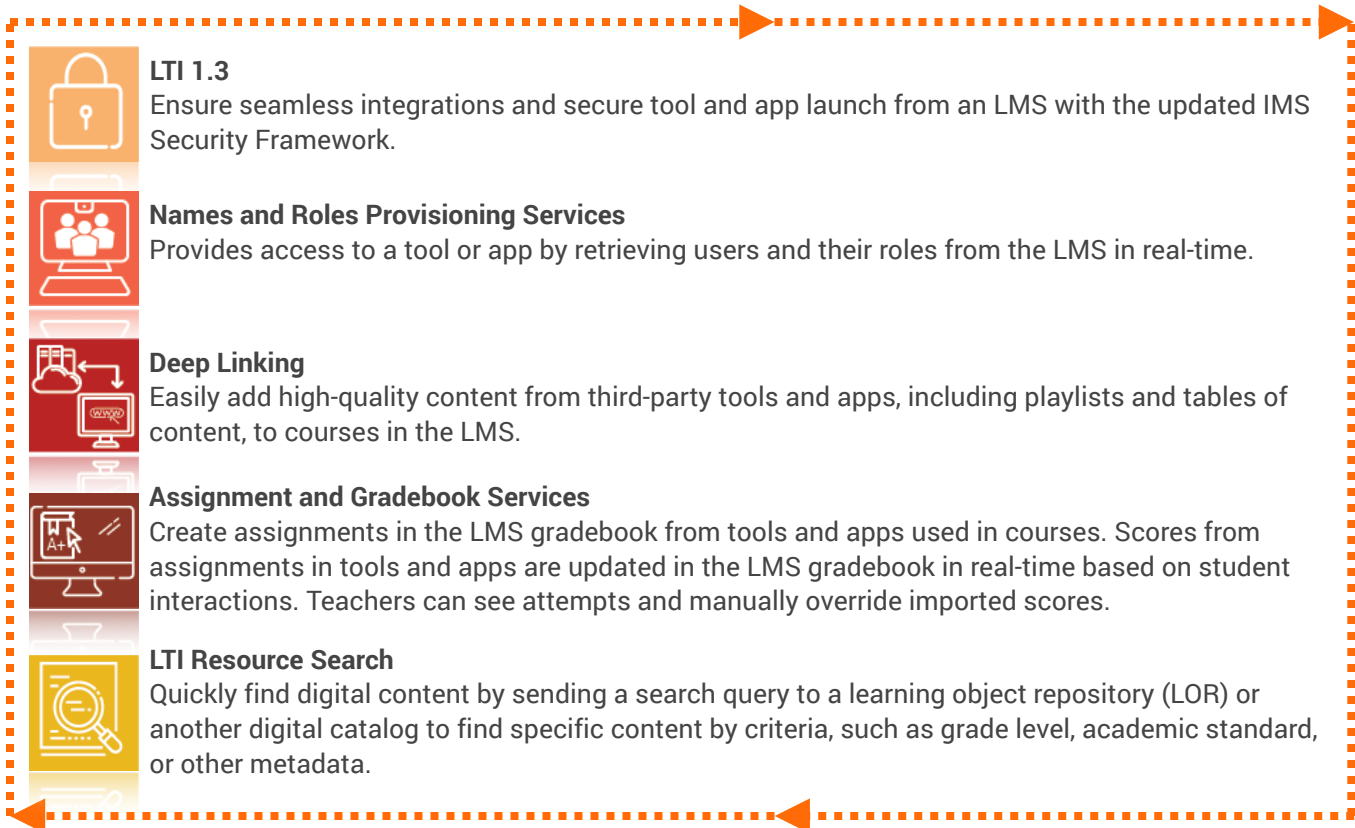 LTI 1.3
Ensure seamless integrations and secure tool and app launch from an LMS with the updated IMS
Security Framework.
Names and Roles Provisioning Services
Provides access to a tool or app by retrieving users and their roles from the LMS in real-time.
Deep Linking
Easily add high-quality content from third-party tools and apps, including playlists and tables of
content, to courses in the LMS.
WWW
Assignment and Gradebook Services
Create assignments in the LMS gradebook from tools and apps used in courses. Scores from
assignments in tools and apps are updated in the LMS gradebook in real-time based on student
interactions. Teachers can see attempts and manually override imported scores.
A+
LTI Resource Search
Quickly find digital content by sending a search query to a learning object repository (LOR) or
another digital catalog to find specific content by criteria, such as grade level, academic standard,
or other metadata.